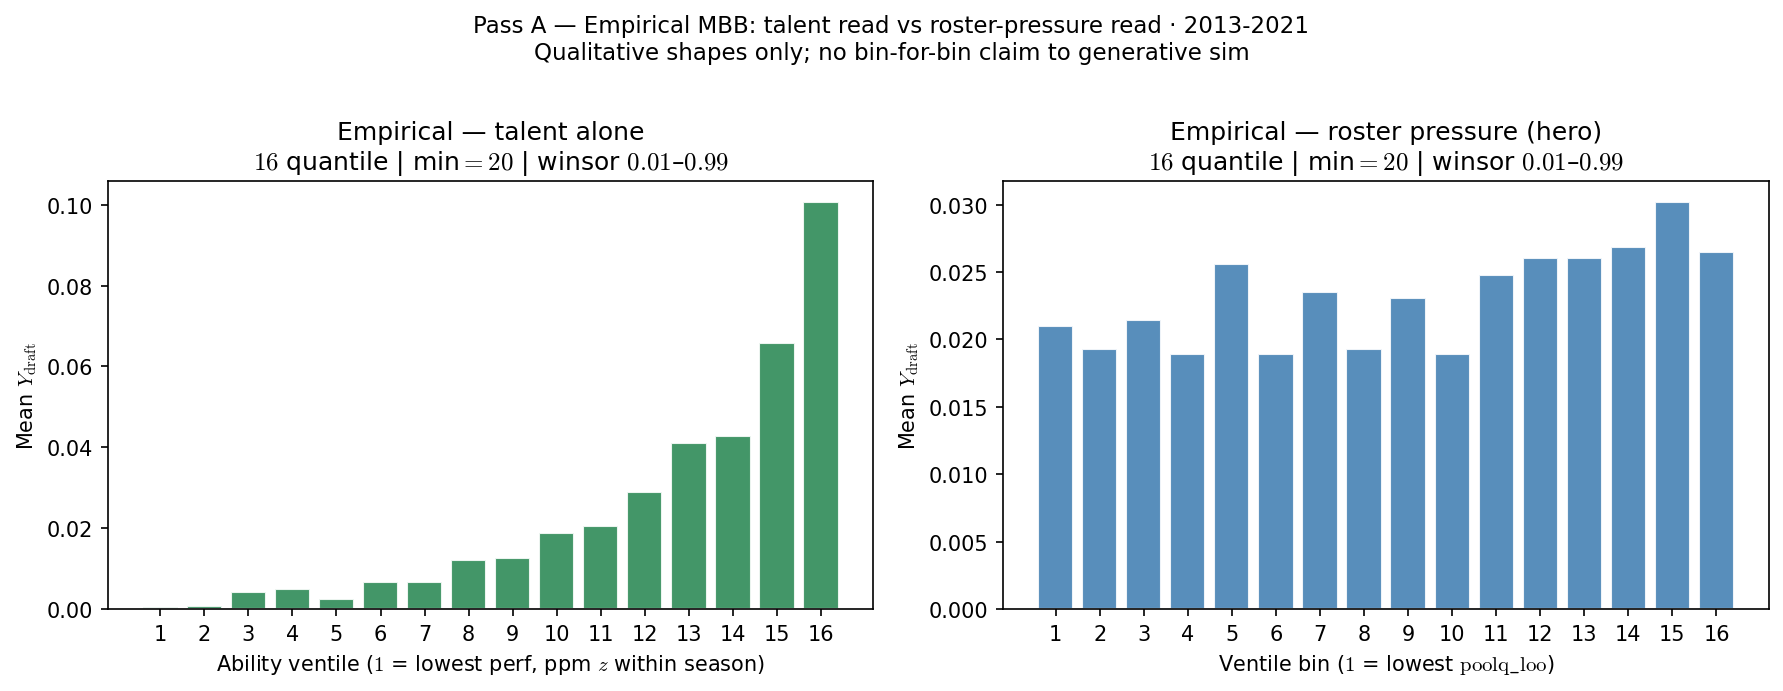 Pass A — Empirical MBB: talent read vs roster-pressure read · 2013-2021
Qualitative shapes only; no bin-for-bin claim to generative sim
Empirical — talent alone
16 quantile | min = 20 | winsor 0.01–0.99
Mean Y_draft
0.10
0.08
0.06
0.04
0.02
0.00
1 2 3 4 5 6 7 8 9 10 11 12 13 14 15 16
Ability ventile (1 = lowest perf, ppm z within season)
Empirical — roster pressure (hero)
16 quantile | min = 20 | winsor 0.01–0.99
Mean Y_draft
0.030
0.025
0.020
0.015
0.010
0.005
0.000
1 2 3 4 5 6 7 8 9 10 11 12 13 14 15 16
Ventile bin (1 = lowest poolq_loo)